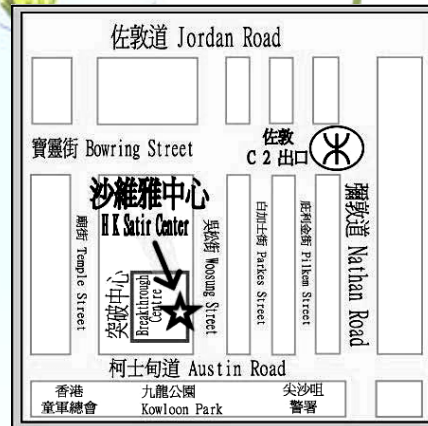 佐敦道 Jordan Road
佐敦
C 2 出口
寶靈街 Bowring Street
沙維雅中心
H K Satir Center
廟街 Temple Street
突破中心
Breakthrough
Centre
吳松街 Woosung Street
白加士街 Parkes Street
庇利金街 Pilkem Street
彌敦道 Nathan Road
柯士甸道 Austin Road
香港
童軍總會
九龍公園
Kowloon Park
尖沙咀
警署